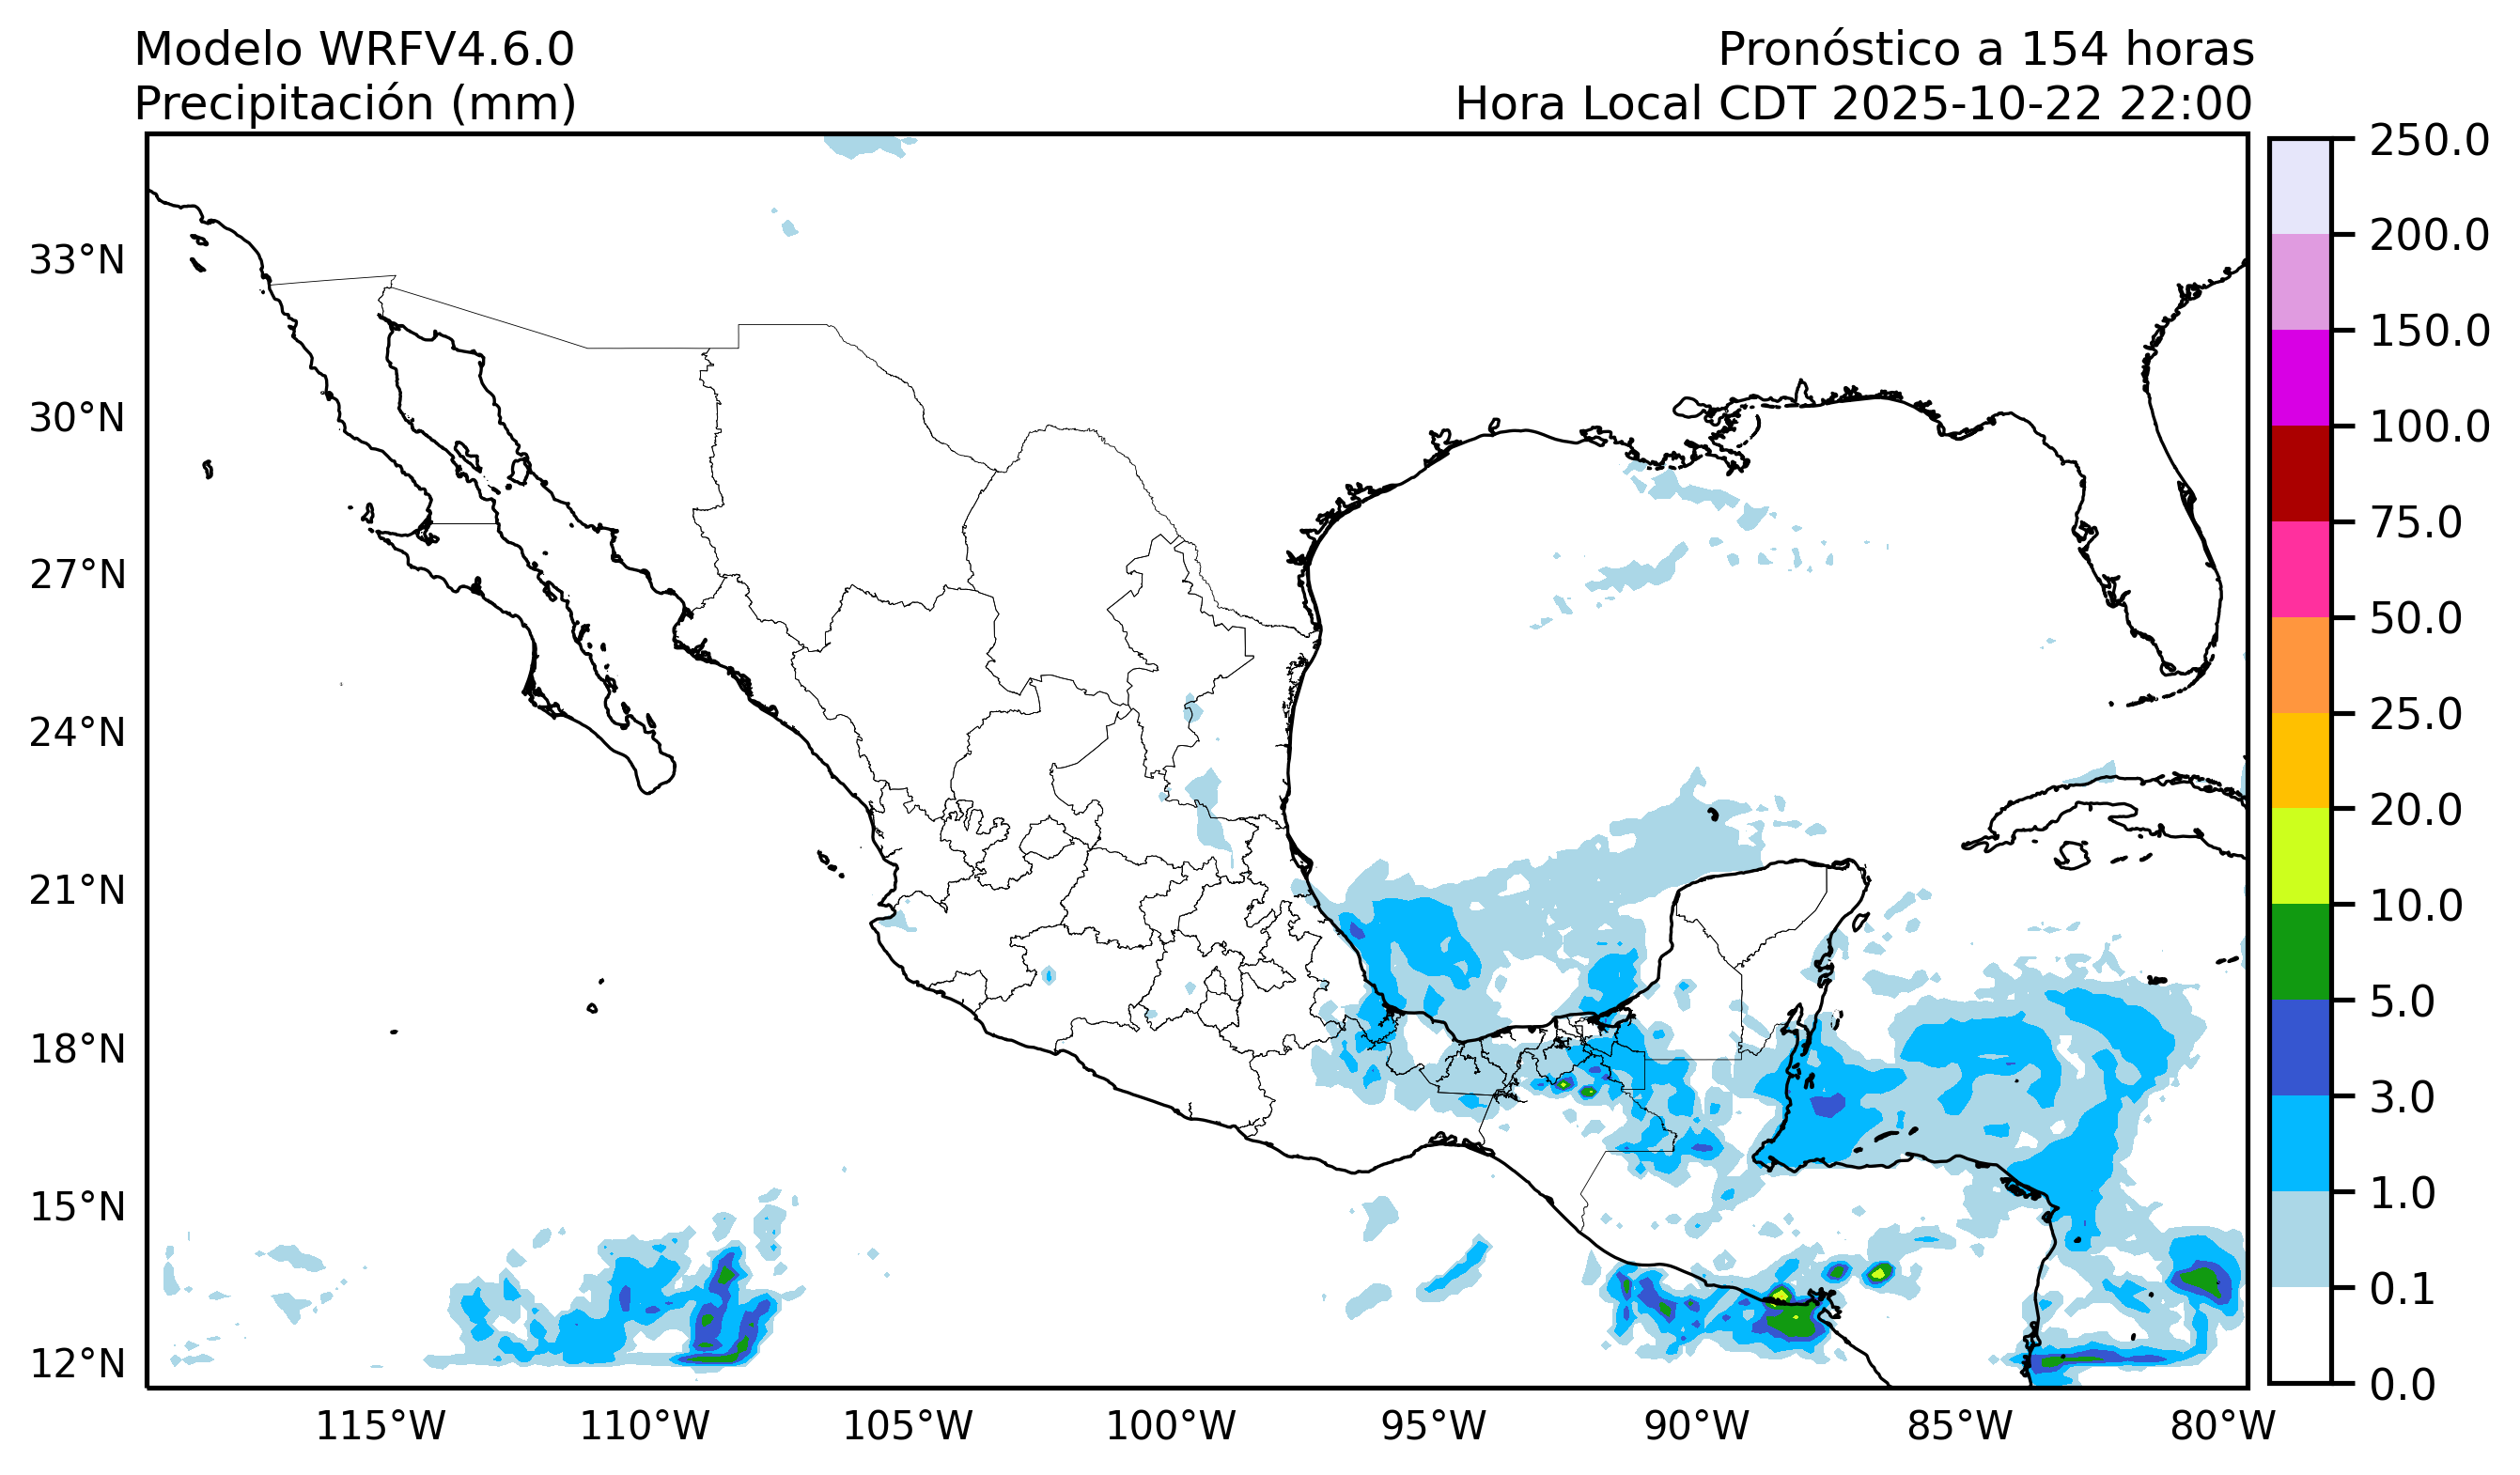 Modelo WRFV4.6.0
Precipitación (mm)
Pronóstico a 154 horas
Hora Local CDT 2025-10-22 22:00
33°N
30°N
27°N
24°N
21°N
18°N
15°N
12°N
115°W
110°W
105°W
100°W
95°W
90°W
85°W
80°W
250.0
200.0
150.0
100.0
75.0
50.0
25.0
20.0
10.0
5.0
3.0
1.0
0.1
0.0